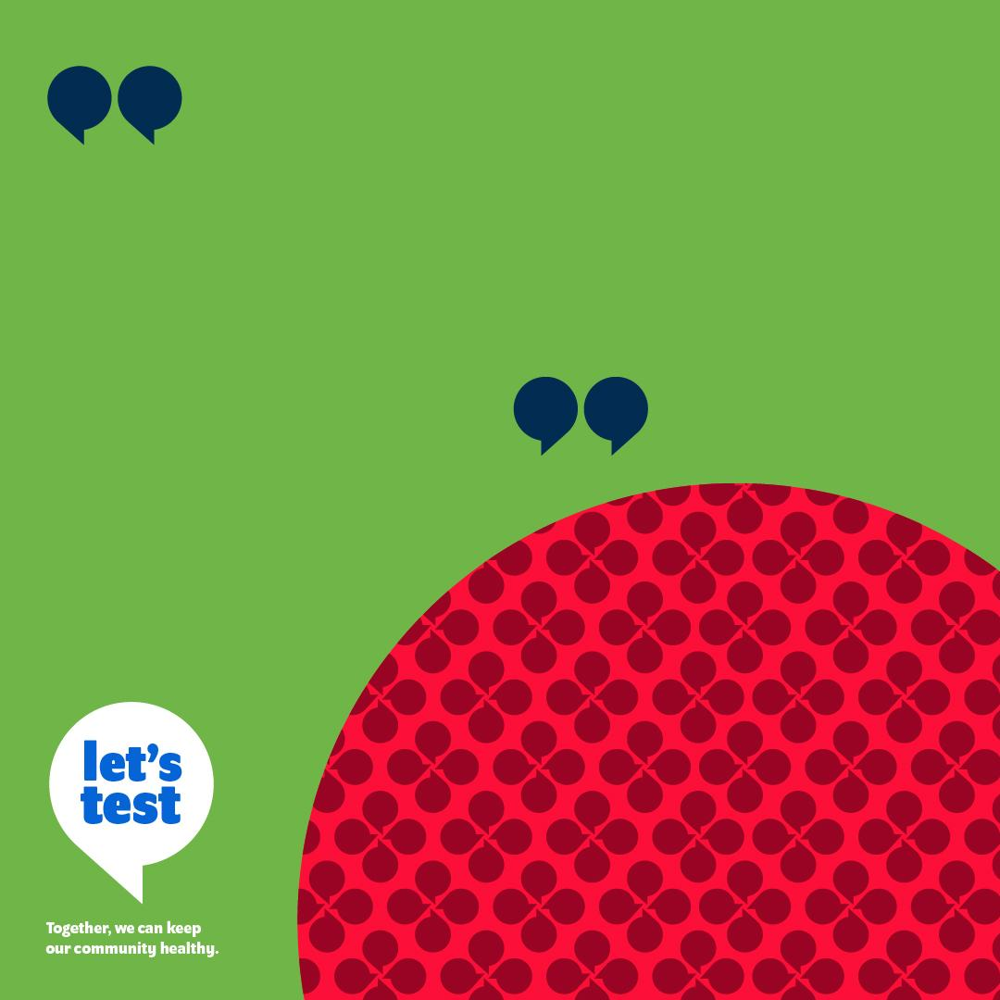 let's
test
Together, we can keep
our community healthy.